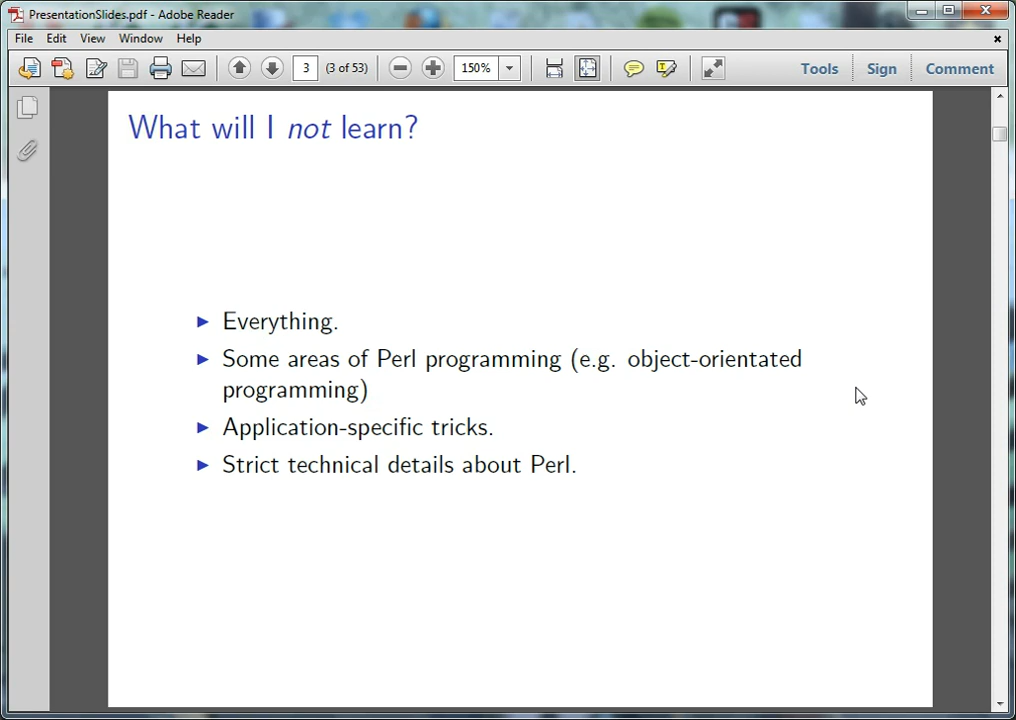 PresentationSlides.pdf - Adobe Reader
File Edit View Window Help
3 (3 of 53) 150% Tools Sign Comment
What will I not learn?
Everything.
Some areas of Perl programming (e.g. object-orientated
programming)
Application-specific tricks.
Strict technical details about Perl.